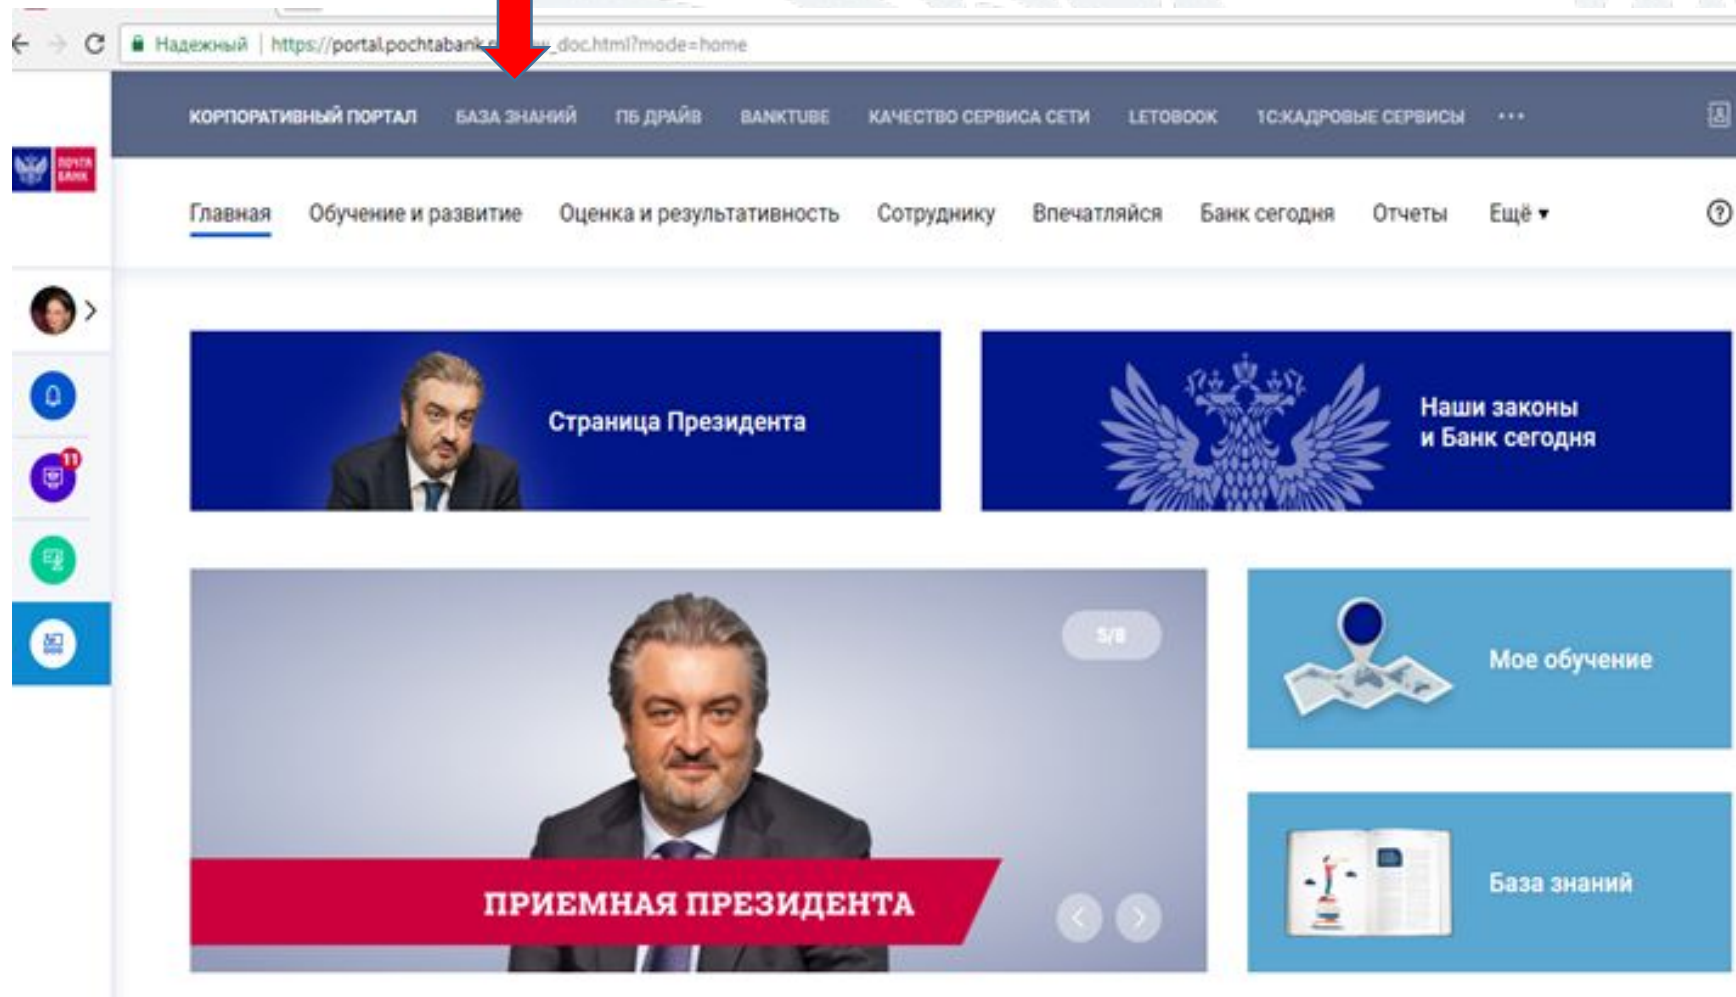 Надежный | https://portal.pochtabank _doc.html?mode=home
КОРПОРАТИВНЫЙ ПОРТАЛ БАЗА ЗНАНИЙ ПБ ДРАЙВ BANKTUBE КАЧЕСТВО СЕРВИСА СЕТИ LETOBOOK 1С:КАДРОВЫЕ СЕРВИСЫ ...
ПОЧТА
БАНК
Главная Обучение и развитие Оценка и результативность Сотруднику Впечатляйся Банк сегодня Отчеты Ещё
Страница Президента
Наши законы
и Банк сегодня
11
5/8
Мое обучение
ПРИЕМНАЯ ПРЕЗИДЕНТА
База знаний